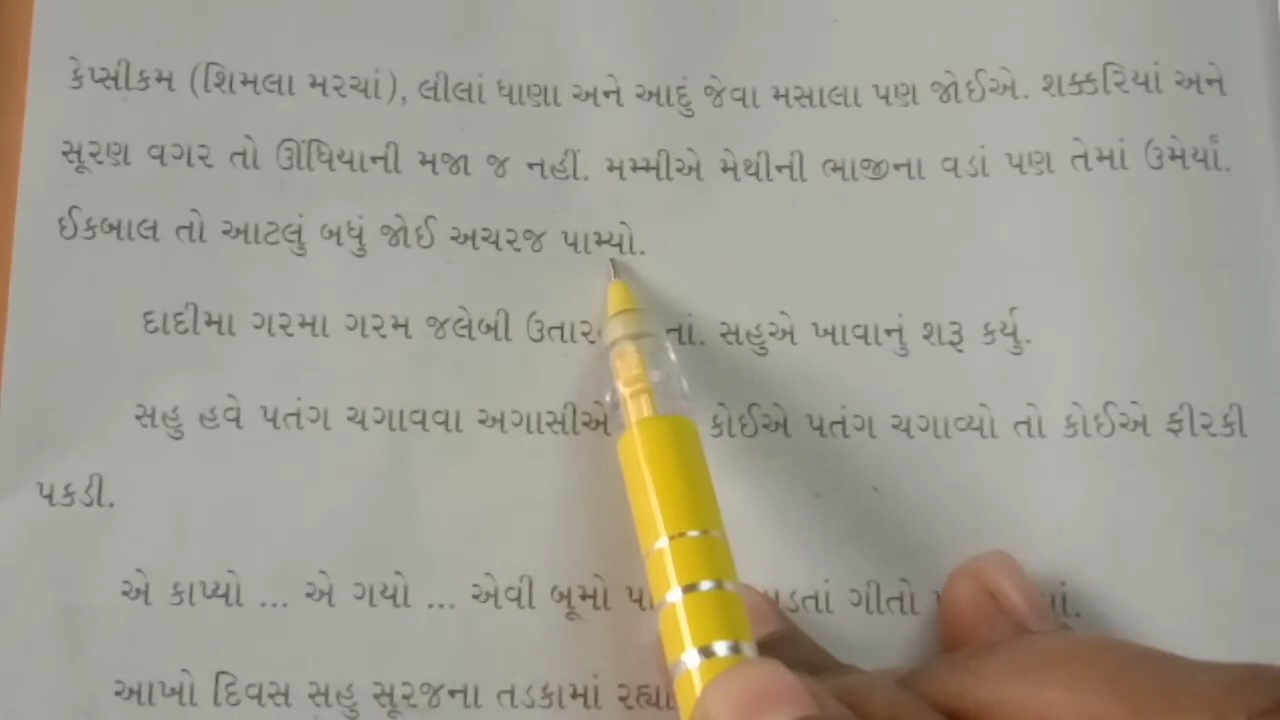 કેપ્સીકમ (શિમલા મરચાં), લીલાં ધાણા અને આદું જેવા મસાલા પણ જોઈએ. શક્કરિયાં અને
સૂરણ વગર તો ઊંધિયાની મજા જ નહીં. મમ્મીએ મેથીની ભાજીના વડાં પણ તેમાં ઉમેર્યાં.
ઈકબાલ તો આટલું બધું જોઈ અચરજ પામ્યો.
દાદીમા ગરમા ગરમ જલેબી સહુએ ખાવાનું શરૂ કર્યુ.
સહુ હવે પતંગ ચગાવવા અગાસીએ કોઈએ પતંગ ચગાવ્યો તો કોઈએ ફીરકી
પકડી.
એ કાપ્યો ... એ ગયો ... એવી બૂમો ગીતો
આખો દિવસ સહુ સૂરજના તડકામાં રહ્યા